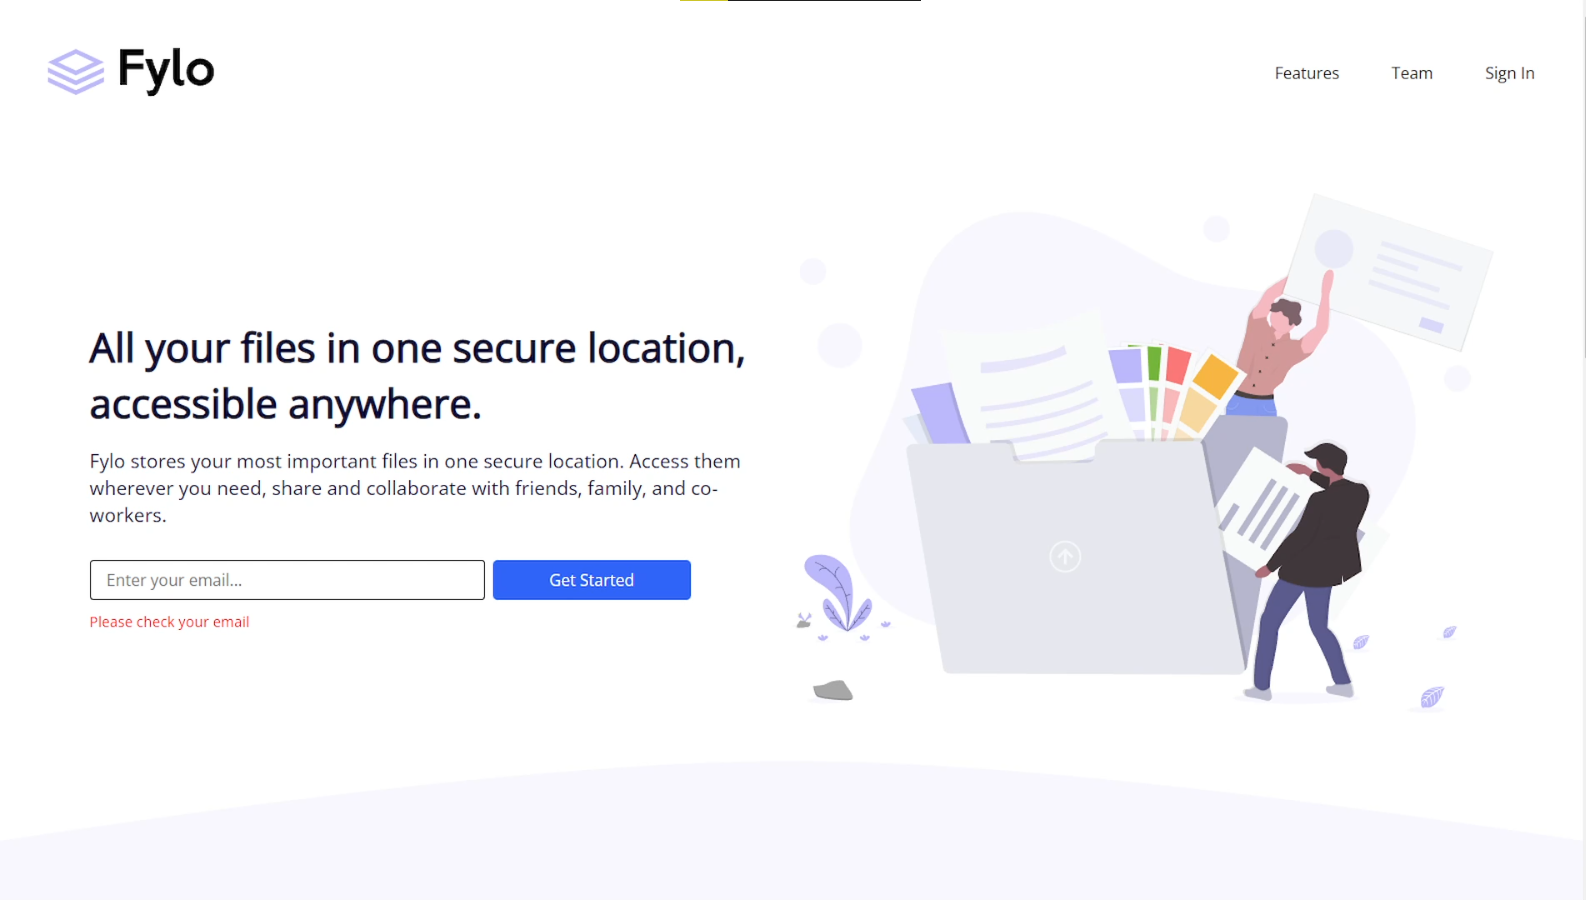 Fylo
Features
Team
Sign In
All your files in one secure location,
accessible anywhere.
Fylo stores your most important files in one secure location. Access them
wherever you need, share and collaborate with friends, family, and co-
workers.
Enter your email...
Get Started
Please check your email